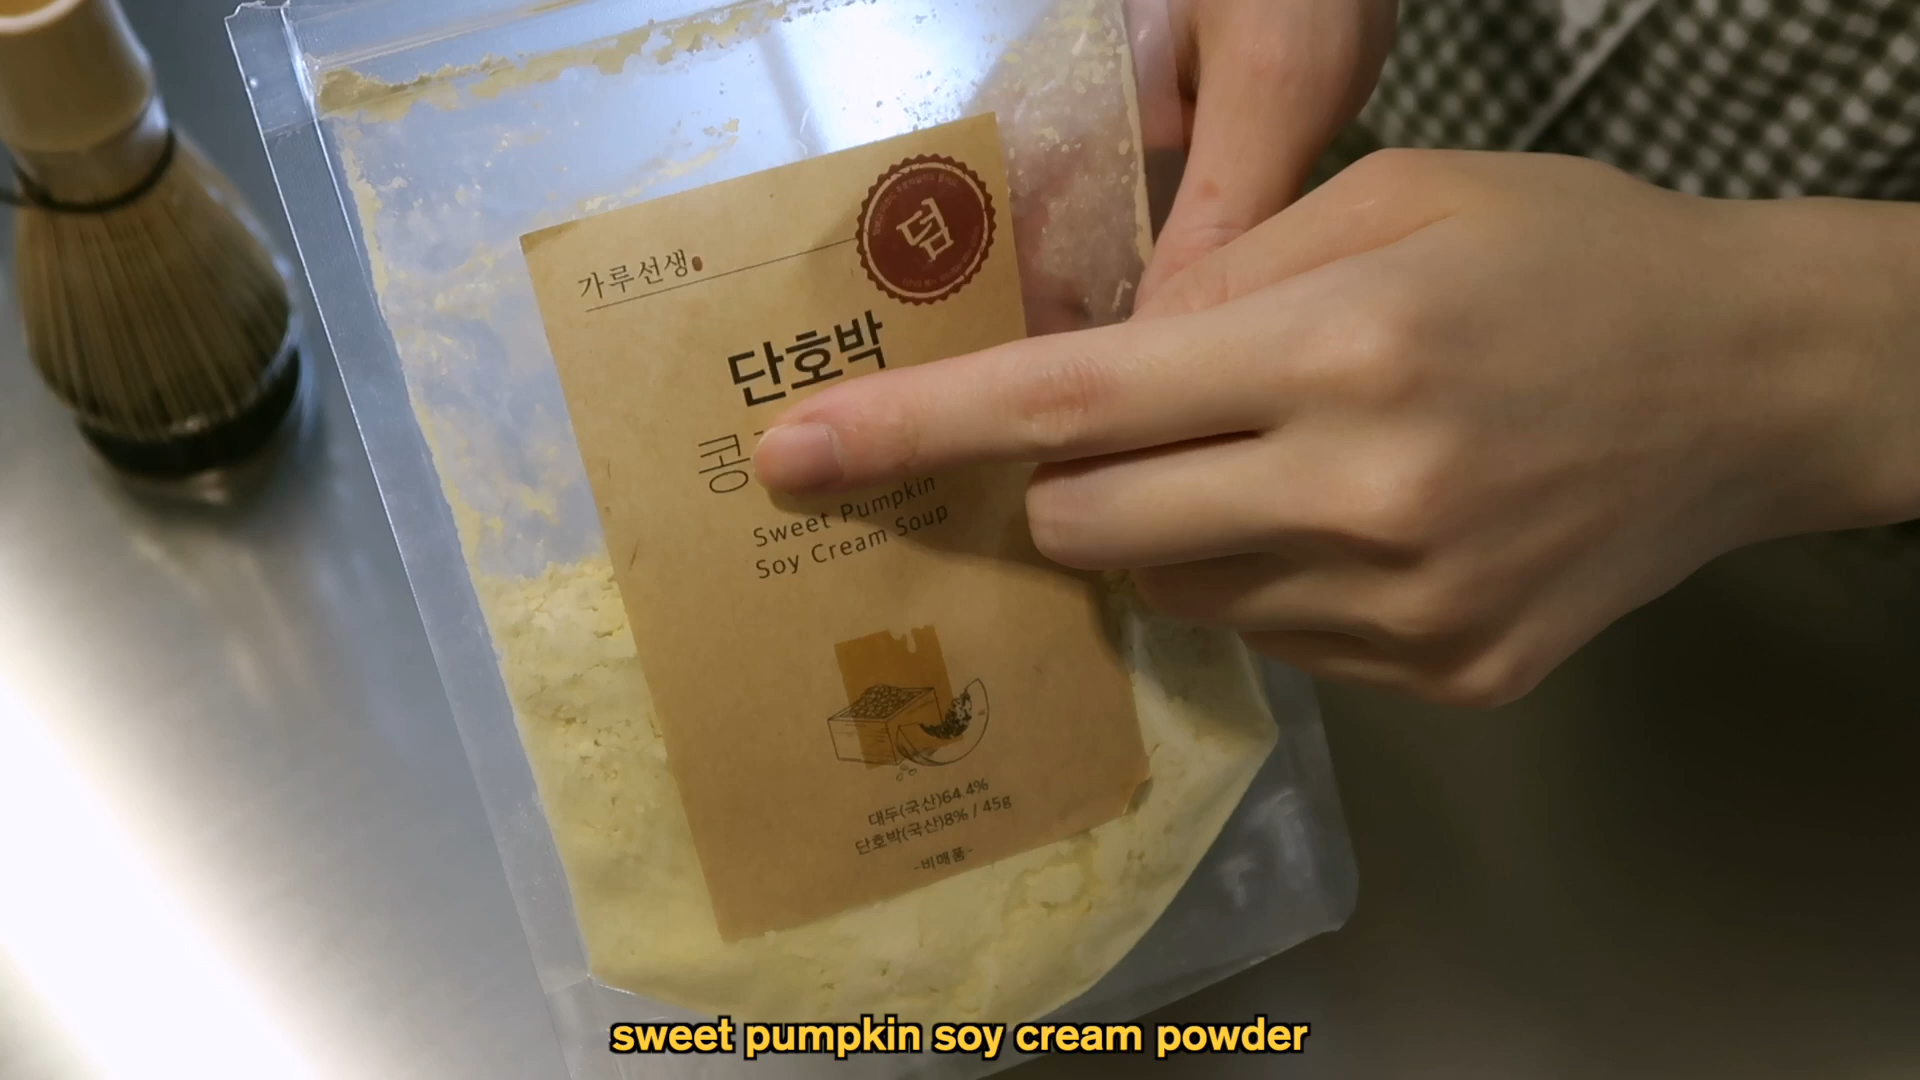 가루선생
덤
단호박
콩
Sweet Pumpkin
Soy Cream Soup
대두(국산)64.4%
단호박(국산)8% / 45g
-비매품-
sweet pumpkin soy cream powder